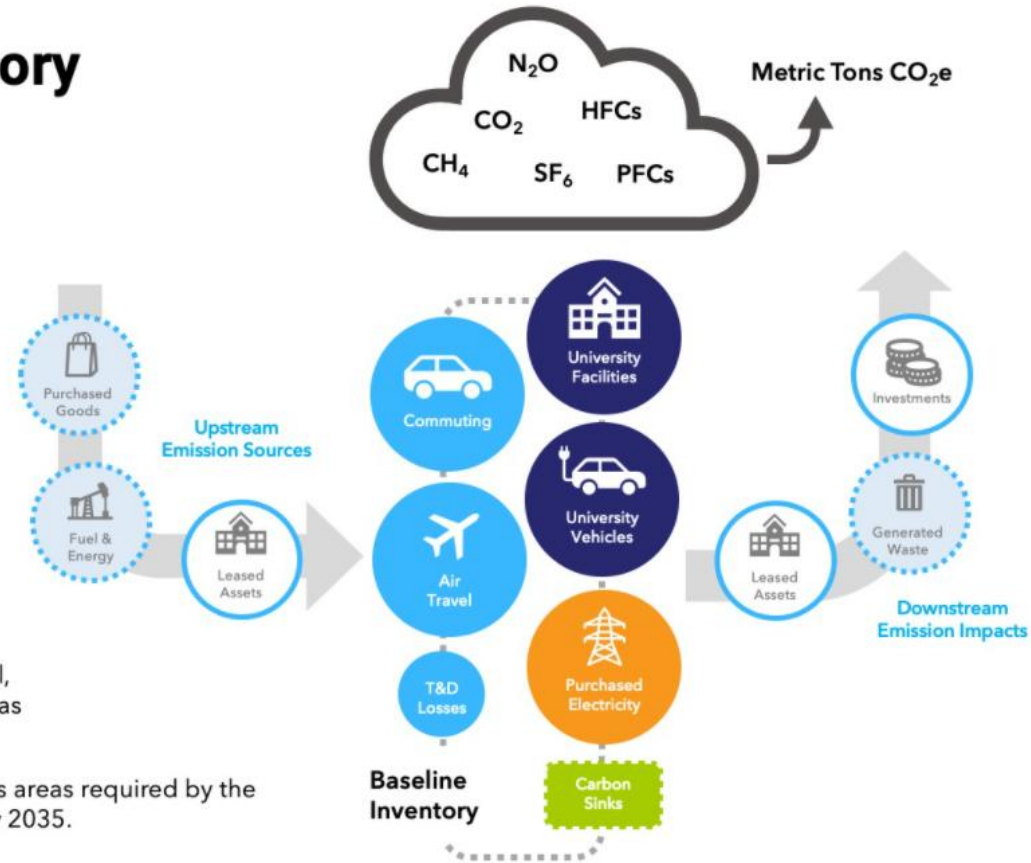 ory
N₂O
CO₂
HFCs
CH₄
SF₆
PFCs
Metric Tons CO₂e
Purchased
Goods
Fuel &
Energy
Upstream
Emission Sources
Leased
Assets
Commuting
Air
Travel
T&D
Losses
University
Facilities
University
Vehicles
Purchased
Electricity
Carbon
Sinks
Baseline
Inventory
Investments
Generated
Waste
Leased
Assets
Downstream
Emission Impacts
as
s areas required by the
2035.